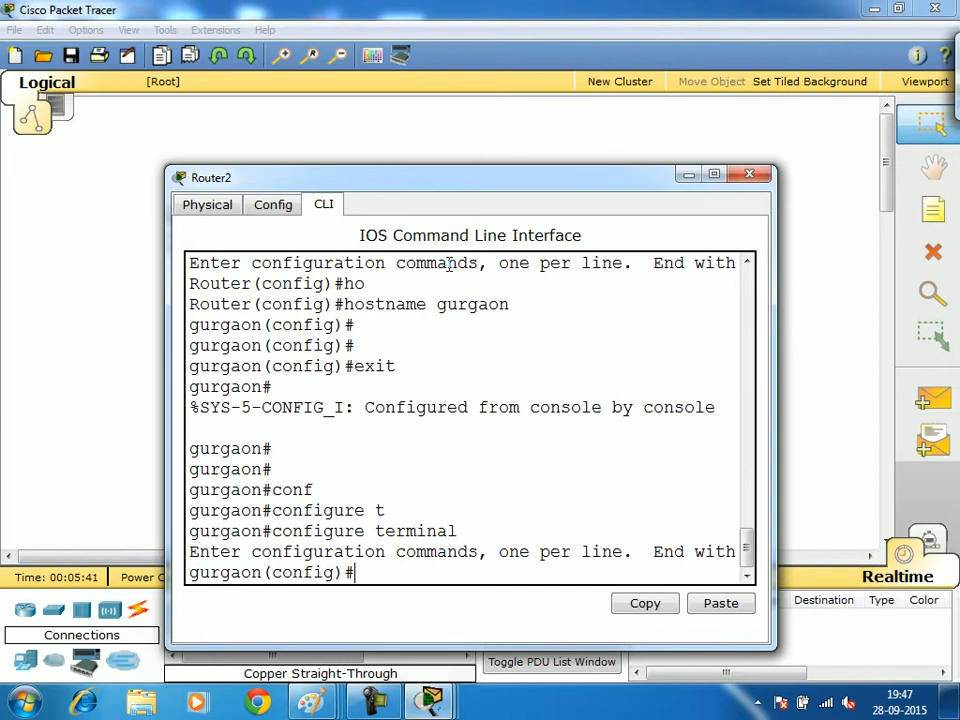 Cisco Packet Tracer
File Edit Options View Tools Extensions Help
Logical [Root] New Cluster Move Object Set Tiled Background Viewport
Router2
Physical Config CLI
IOS Command Line Interface
Enter configuration commands, one per line. End with
Router(config)#ho
Router(config)#hostname gurgaon
gurgaon(config)#
gurgaon(config)#
gurgaon(config)#exit
gurgaon#
%SYS-5-CONFIG_I: Configured from console by console
gurgaon#
gurgaon#
gurgaon#conf
gurgaon#configure t
gurgaon#configure terminal
Enter configuration commands, one per line. End with
gurgaon(config)#
Copy Paste
Time: 00:05:41 Power C Realtime
Destination Type Color
Connections
Toggle PDU List Window
Copper Straight-Through
19:47
28-09-2015